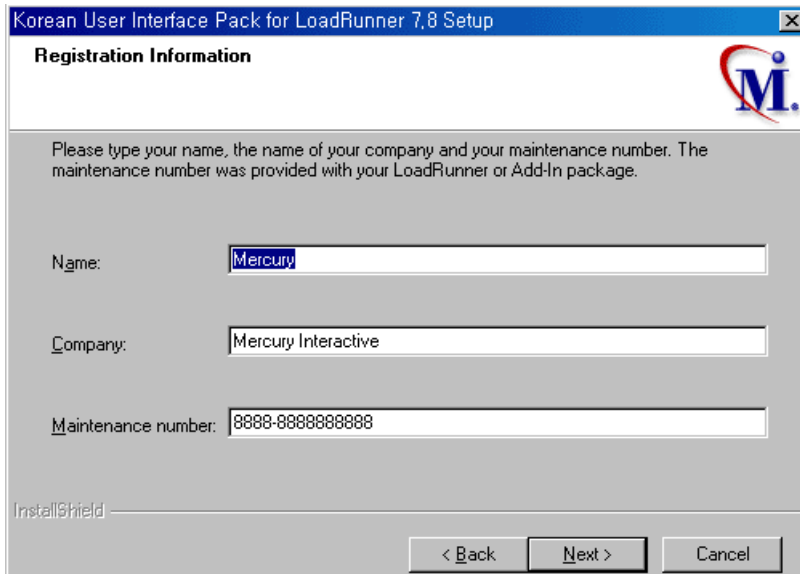 Korean User Interface Pack for LoadRunner 7,8 Setup
Registration Information
M.
Please type your name, the name of your company and your maintenance number. The
maintenance number was provided with your LoadRunner or Add-In package.
Name: Mercury
Company: Mercury Interactive
Maintenance number: 8888-8888888888
InstallShield
< Back Next > Cancel